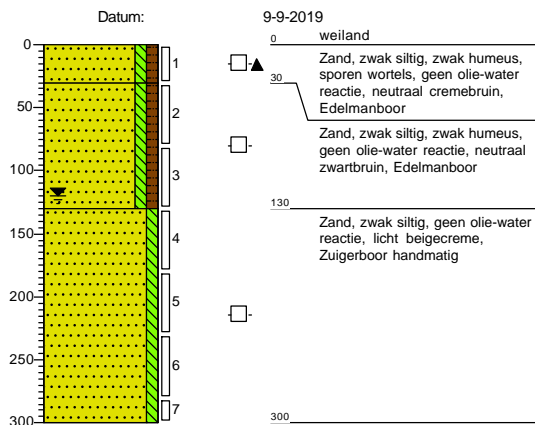 Datum:
9-9-2019
0
0
weiland
1
Zand, zwak siltig, zwak humeus,
sporen wortels, geen olie-water
reactie, neutraal cremebruin,
Edelmanboor
30
2
50
Zand, zwak siltig, zwak humeus,
geen olie-water reactie, neutraal
zwartbruin, Edelmanboor
3
100
130
4
Zand, zwak siltig, geen olie-water
reactie, licht beigecreme,
Zuigerboor handmatig
150
5
200
6
250
7
300
300